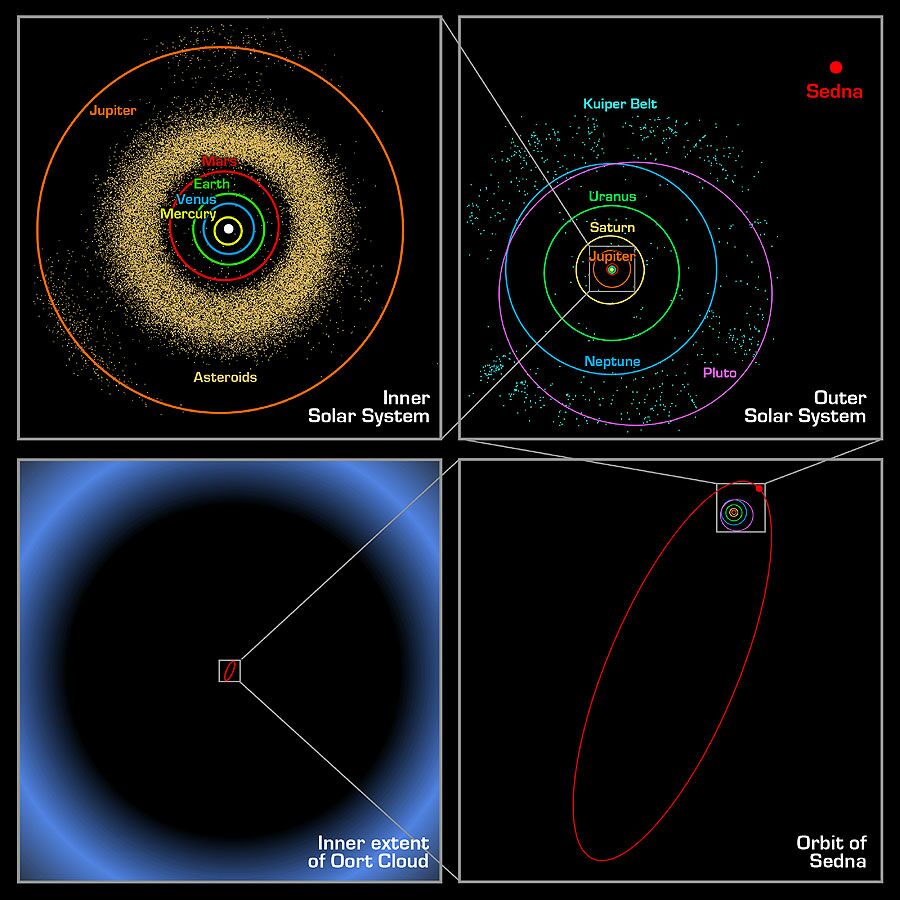 Jupiter
Mars
Earth
Venus
Mercury
Asteroids
Inner
Solar System
Sedna
Kuiper Belt
Uranus
Saturn
Jupiter
Neptune
Pluto
Outer
Solar System
Inner extent
of Oort Cloud
Orbit of
Sedna